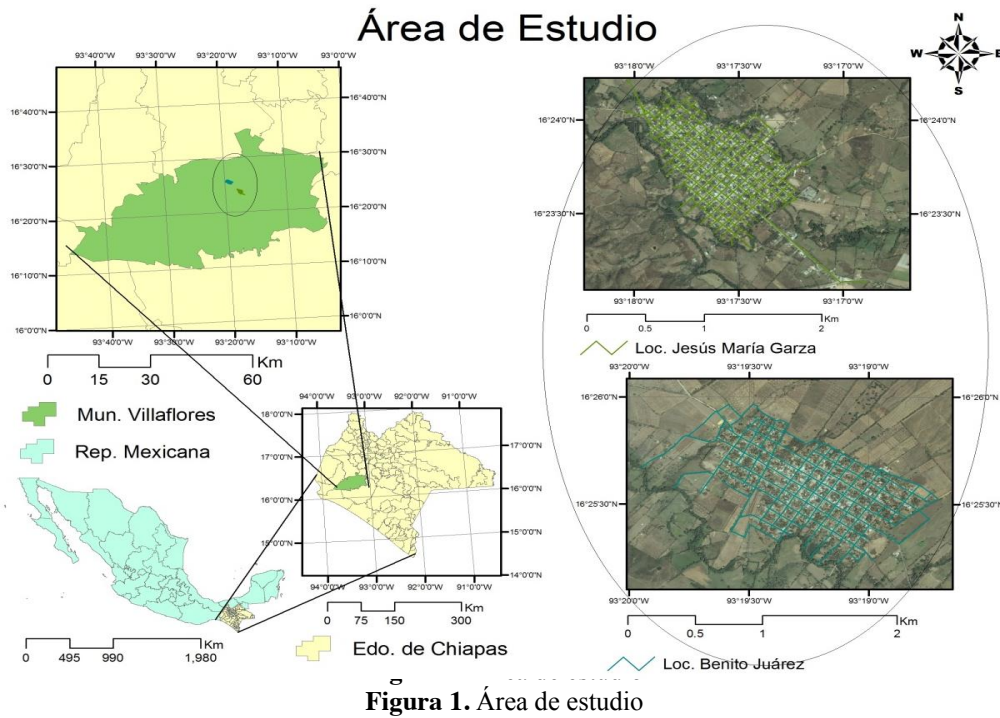 Área de Estudio
N
W E
S
93°40'0"W 93°30'0"W 93°20'0"W 93°10'0"W 93°0'0"W
16°40'0"N 16°40'0"N
16°30'0"N 16°30'0"N
16°20'0"N 16°20'0"N
16°10'0"N 16°10'0"N
16°0'0"N 16°0'0"N
93°40'0"W 93°30'0"W 93°20'0"W 93°10'0"W
Km
0 15 30 60
Mun. Villaflores
Rep. Mexicana
94°0'0"W 93°0'0"W 92°0'0"W 91°0'0"W
18°0'0"N
17°0'0"N 17°0'0"N
16°0'0"N 16°0'0"N
15°0'0"N 15°0'0"N
14°0'0"N
94°0'0"W 93°0'0"W 92°0'0"W 91°0'0"W
Km
0 75 150 300
Km
0 495 990 1,980
Edo. de Chiapas
93°18'0"W 93°17'30"W 93°17'0"W
16°24'0"N 16°24'0"N
16°23'30"N 16°23'30"N
93°18'0"W 93°17'30"W 93°17'0"W
Km
0 0.5 1 2
Loc. Jesús María Garza
93°20'0"W 93°19'30"W 93°19'0"W
16°26'0"N 16°26'0"N
16°25'30"N 16°25'30"N
93°20'0"W 93°19'30"W 93°19'0"W
Km
0 0.5 1 2
Loc. Benito Juárez
Figura 1. Área de estudio